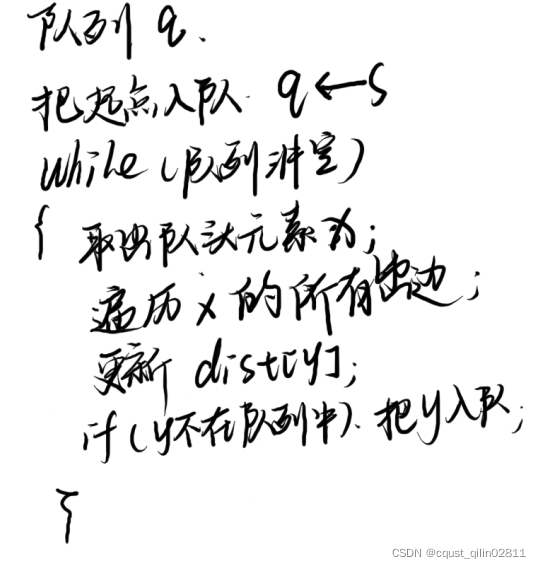 队列 q.
把起点入队. q←S
while(队列非空)
{ 取出队头元素x;
遍历x的所有出边;
更新 dist[y];
if(y不在队列中). 把y入队;
}
CSDN @cqust_qilin02811